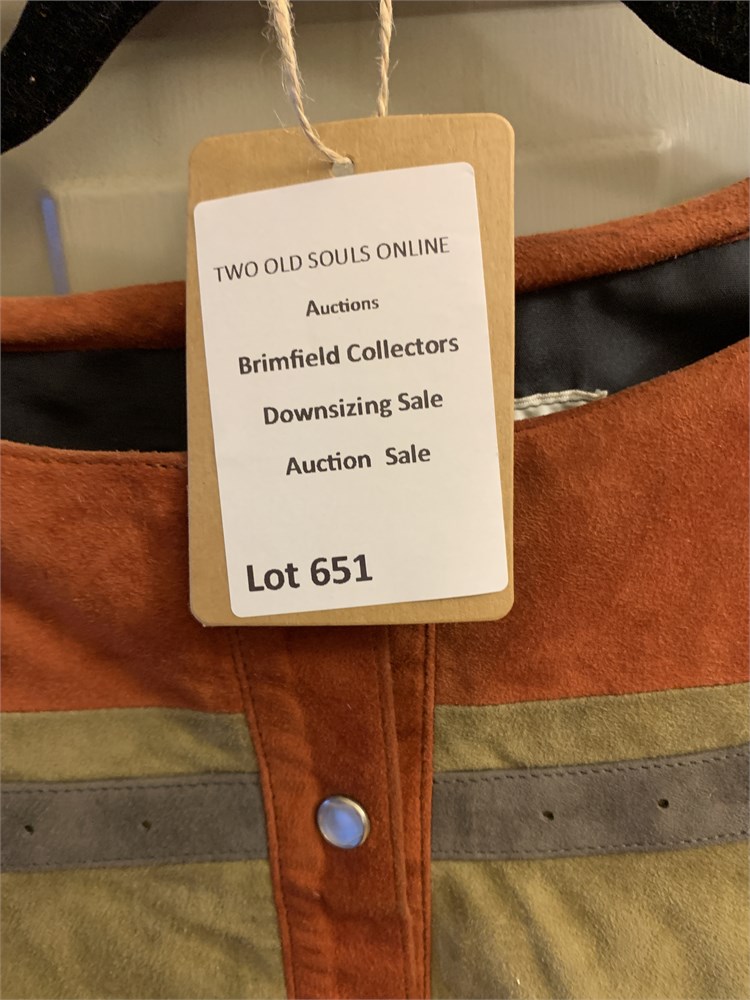 TWO OLD SOULS ONLINE
Auctions
Brimfield Collectors
Downsizing Sale
Auction Sale
Lot 651